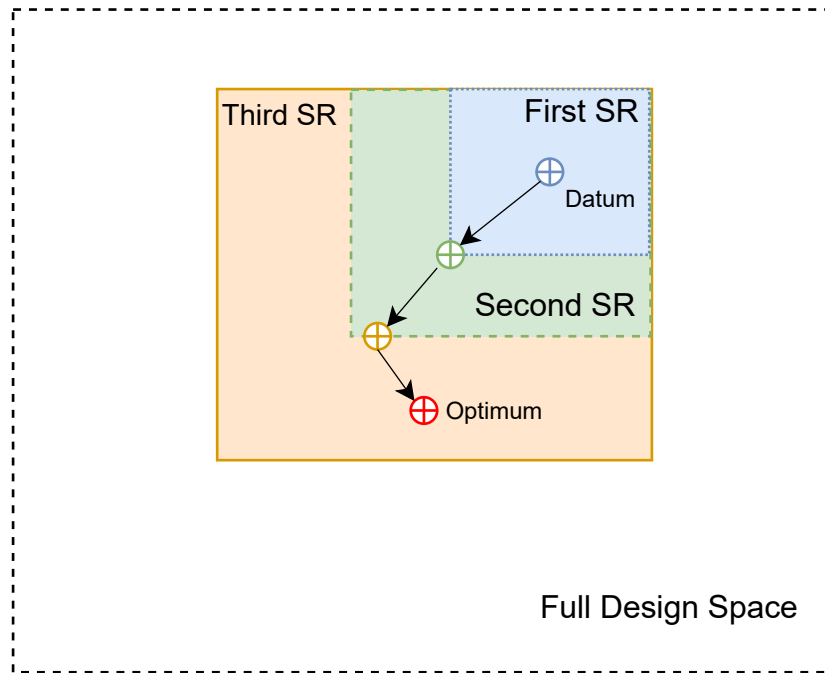 Third SR
First SR
Datum
Second SR
Optimum
Full Design Space